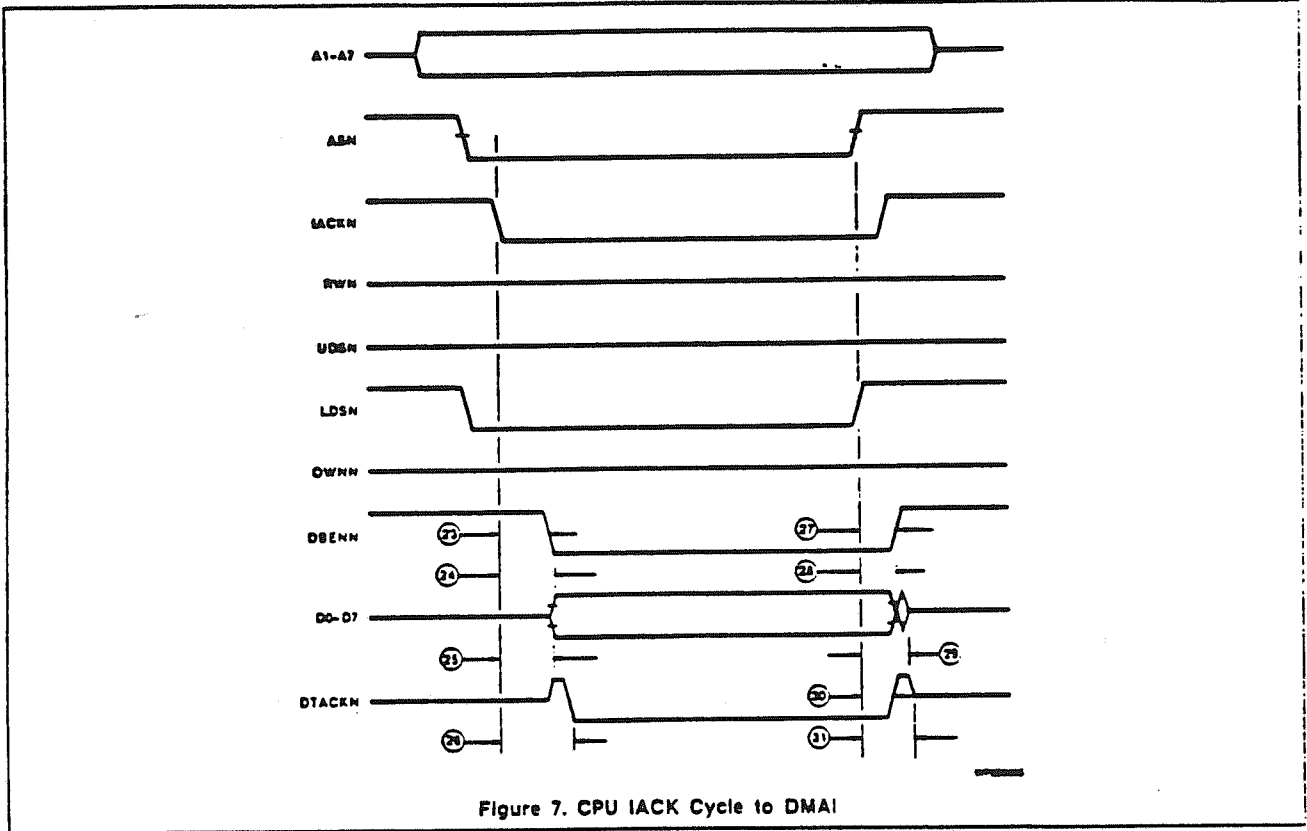 A1-A7
ASN
IACKN
RWN
UDSN
LDSN
OWNN
DBENN
23
27
24
28
D0-D7
25
29
DTACKN
30
26
31
Figure 7. CPU IACK Cycle to DMAI